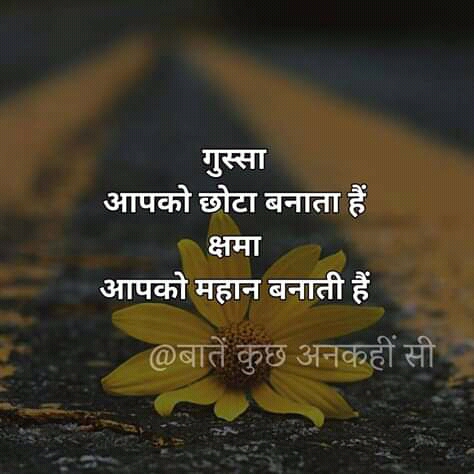 गुस्सा
आपको छोटा बनाता हैं
क्षमा
आपको महान बनाती हैं
@बातें कुछ अनकहीं सी